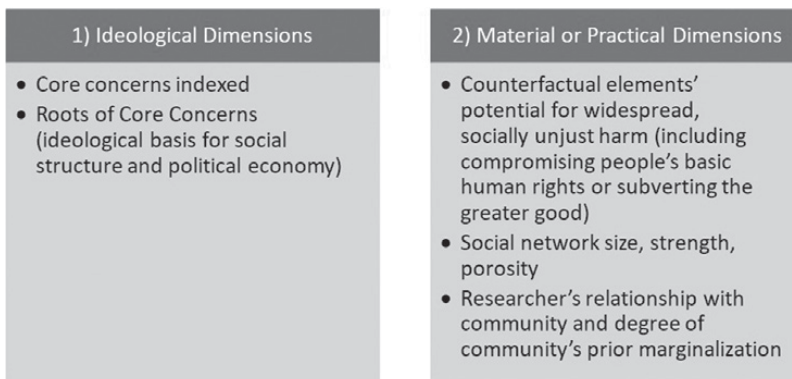 1) Ideological Dimensions
• Core concerns indexed
• Roots of Core Concerns
(ideological basis for social
structure and political economy)
2) Material or Practical Dimensions
• Counterfactual elements’
potential for widespread,
socially unjust harm (including
compromising people’s basic
human rights or subverting the
greater good)
• Social network size, strength,
porosity
• Researcher’s relationship with
community and degree of
community’s prior marginalization